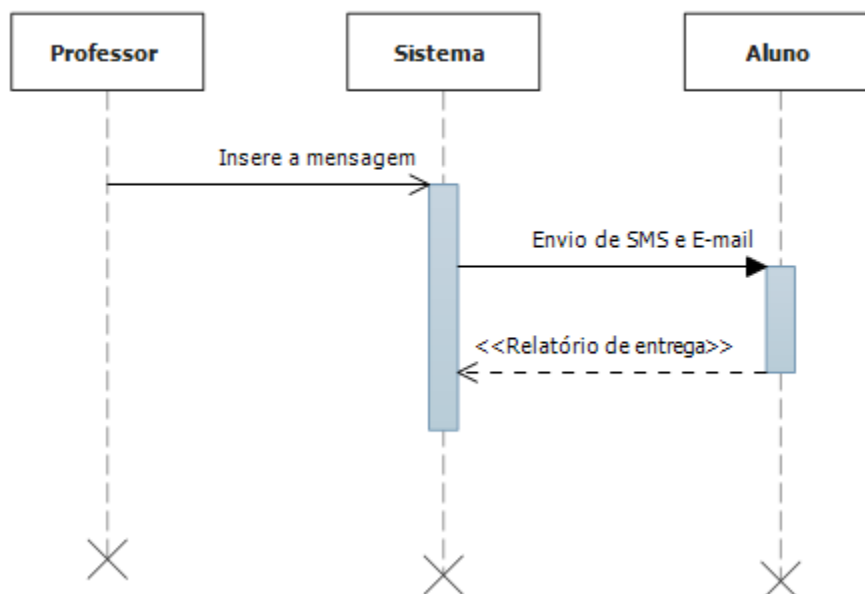 Professor
Sistema
Aluno
Insere a mensagem
Envio de SMS e E-mail
<<Relatório de entrega>>